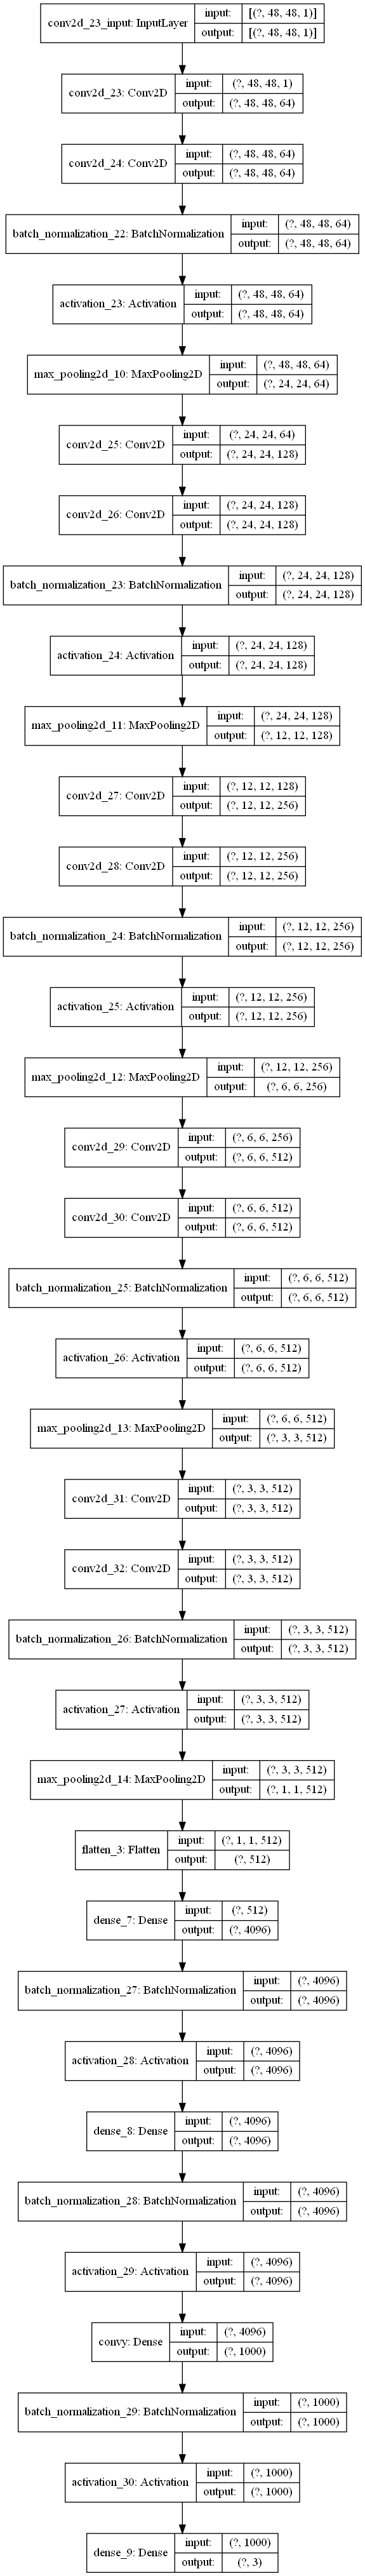 conv2d_23_input: InputLayer input: [(?, 48, 48, 1)]
output: [(?, 48, 48, 1)]
conv2d_23: Conv2D input: (?, 48, 48, 1)
output: (?, 48, 48, 64)
conv2d_24: Conv2D input: (?, 48, 48, 64)
output: (?, 48, 48, 64)
batch_normalization_22: BatchNormalization input: (?, 48, 48, 64)
output: (?, 48, 48, 64)
activation_23: Activation input: (?, 48, 48, 64)
output: (?, 48, 48, 64)
max_pooling2d_10: MaxPooling2D input: (?, 48, 48, 64)
output: (?, 24, 24, 64)
conv2d_25: Conv2D input: (?, 24, 24, 64)
output: (?, 24, 24, 128)
conv2d_26: Conv2D input: (?, 24, 24, 128)
output: (?, 24, 24, 128)
batch_normalization_23: BatchNormalization input: (?, 24, 24, 128)
output: (?, 24, 24, 128)
activation_24: Activation input: (?, 24, 24, 128)
output: (?, 24, 24, 128)
max_pooling2d_11: MaxPooling2D input: (?, 24, 24, 128)
output: (?, 12, 12, 128)
conv2d_27: Conv2D input: (?, 12, 12, 128)
output: (?, 12, 12, 256)
conv2d_28: Conv2D input: (?, 12, 12, 256)
output: (?, 12, 12, 256)
batch_normalization_24: BatchNormalization input: (?, 12, 12, 256)
output: (?, 12, 12, 256)
activation_25: Activation input: (?, 12, 12, 256)
output: (?, 12, 12, 256)
max_pooling2d_12: MaxPooling2D input: (?, 12, 12, 256)
output: (?, 6, 6, 256)
conv2d_29: Conv2D input: (?, 6, 6, 256)
output: (?, 6, 6, 512)
conv2d_30: Conv2D input: (?, 6, 6, 512)
output: (?, 6, 6, 512)
batch_normalization_25: BatchNormalization input: (?, 6, 6, 512)
output: (?, 6, 6, 512)
activation_26: Activation input: (?, 6, 6, 512)
output: (?, 6, 6, 512)
max_pooling2d_13: MaxPooling2D input: (?, 6, 6, 512)
output: (?, 3, 3, 512)
conv2d_31: Conv2D input: (?, 3, 3, 512)
output: (?, 3, 3, 512)
conv2d_32: Conv2D input: (?, 3, 3, 512)
output: (?, 3, 3, 512)
batch_normalization_26: BatchNormalization input: (?, 3, 3, 512)
output: (?, 3, 3, 512)
activation_27: Activation input: (?, 3, 3, 512)
output: (?, 3, 3, 512)
max_pooling2d_14: MaxPooling2D input: (?, 3, 3, 512)
output: (?, 1, 1, 512)
flatten_3: Flatten input: (?, 1, 1, 512)
output: (?, 512)
dense_7: Dense input: (?, 512)
output: (?, 4096)
batch_normalization_27: BatchNormalization input: (?, 4096)
output: (?, 4096)
activation_28: Activation input: (?, 4096)
output: (?, 4096)
dense_8: Dense input: (?, 4096)
output: (?, 4096)
batch_normalization_28: BatchNormalization input: (?, 4096)
output: (?, 4096)
activation_29: Activation input: (?, 4096)
output: (?, 4096)
convy: Dense input: (?, 4096)
output: (?, 1000)
batch_normalization_29: BatchNormalization input: (?, 1000)
output: (?, 1000)
activation_30: Activation input: (?, 1000)
output: (?, 1000)
dense_9: Dense input: (?, 1000)
output: (?, 3)